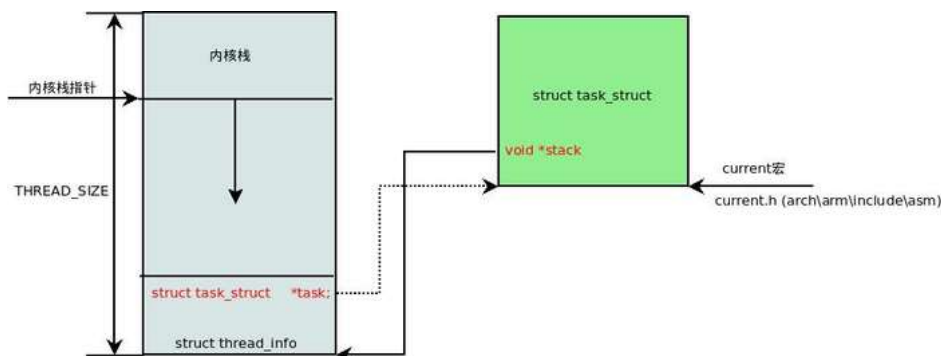 内核栈
内核栈指针
struct task_struct
void *stack
current宏
THREAD_SIZE
current.h (arch\arm\include\asm)
struct task_struct *task;
struct thread_info